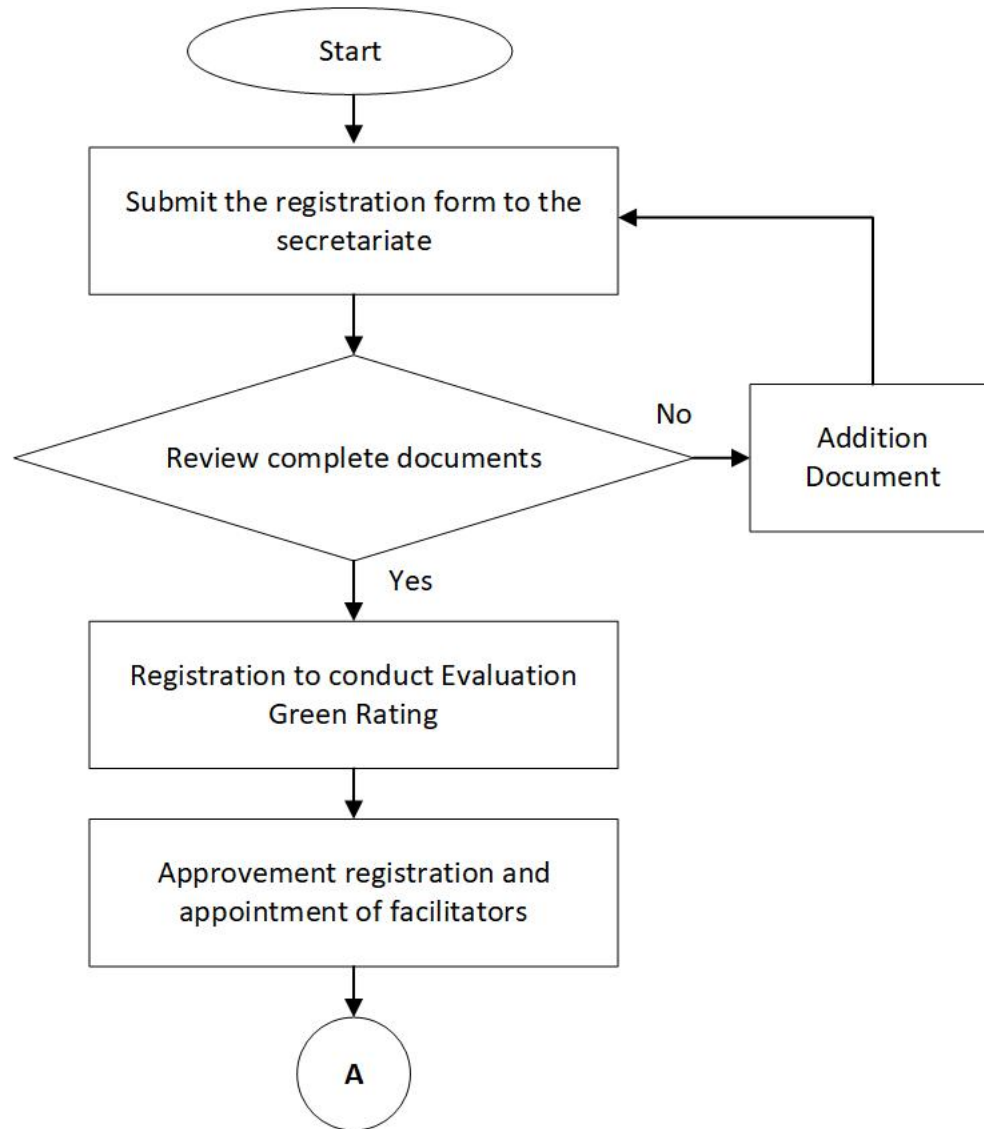 Start
Submit the registration form to the
secretariate
Review complete documents
No
Addition
Document
Yes
Registration to conduct Evaluation
Green Rating
Approvement registration and
appointment of facilitators
A